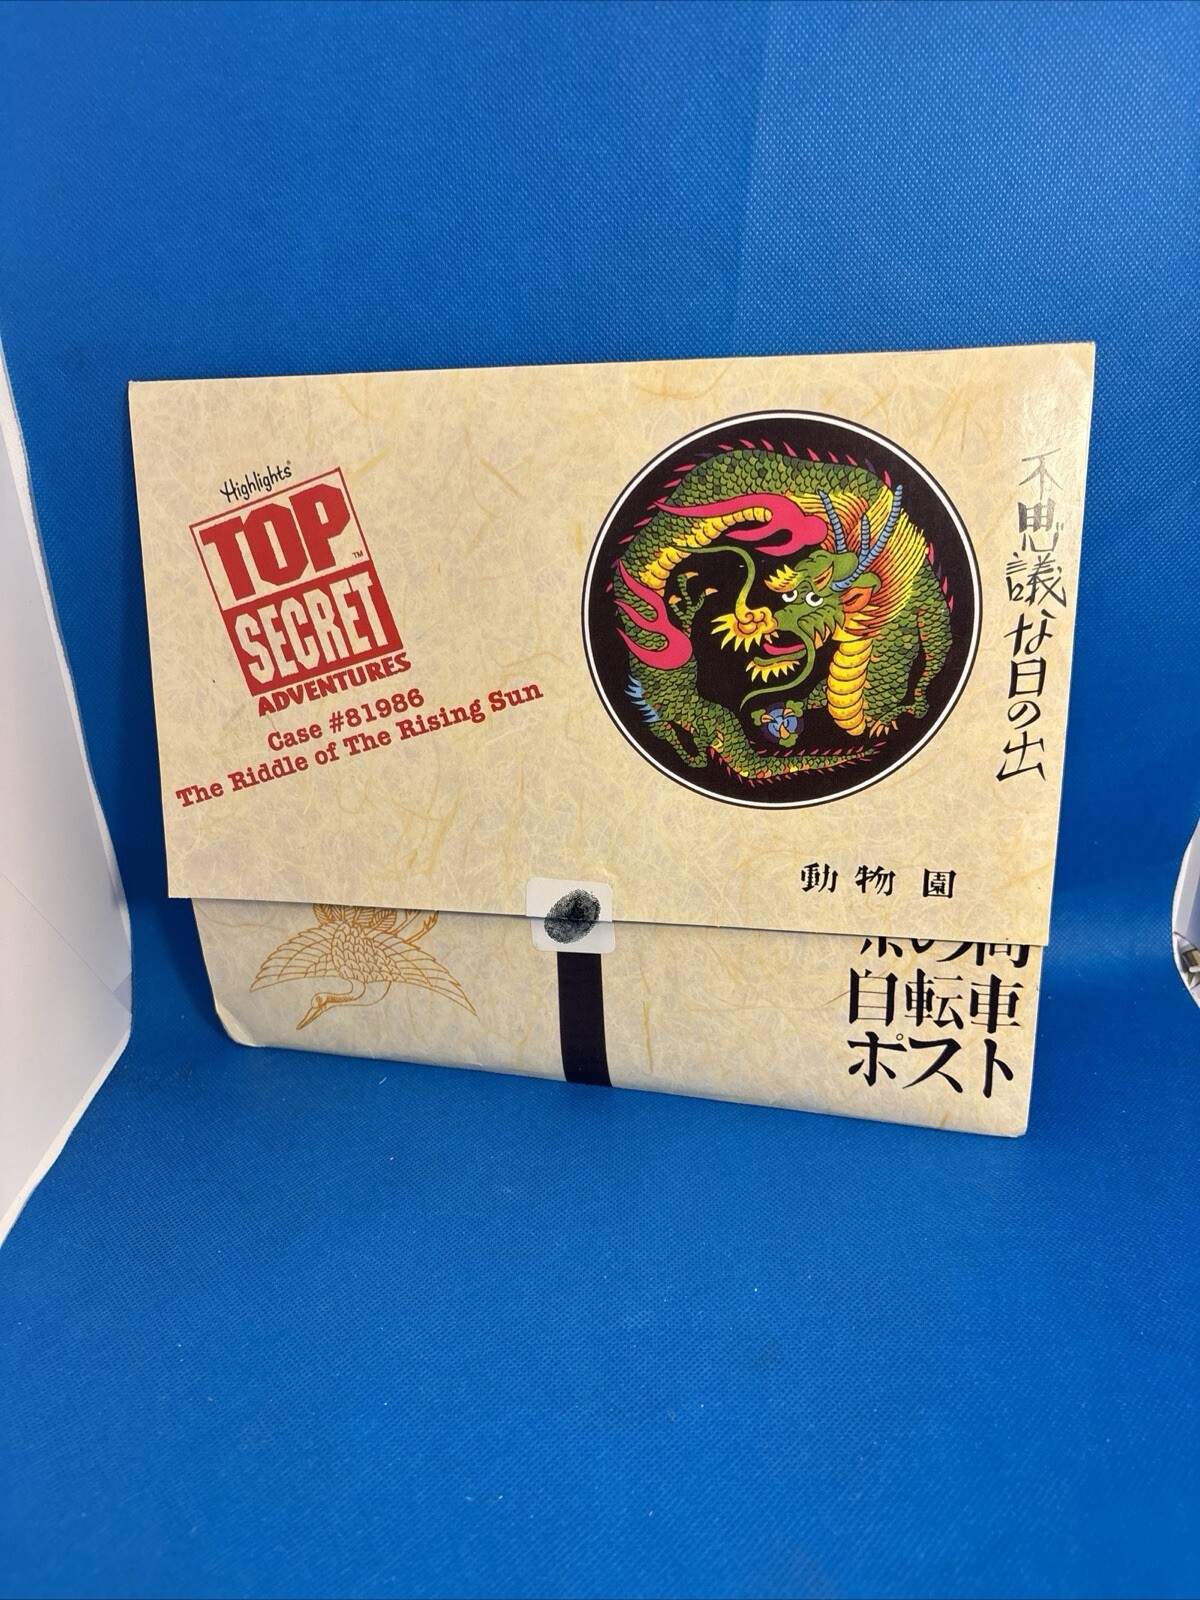 Highlights®
TOP
SECRET™
ADVENTURES
Case #81986
The Riddle of The Rising Sun
不思議な日の出
動物園
自転車
ポスト